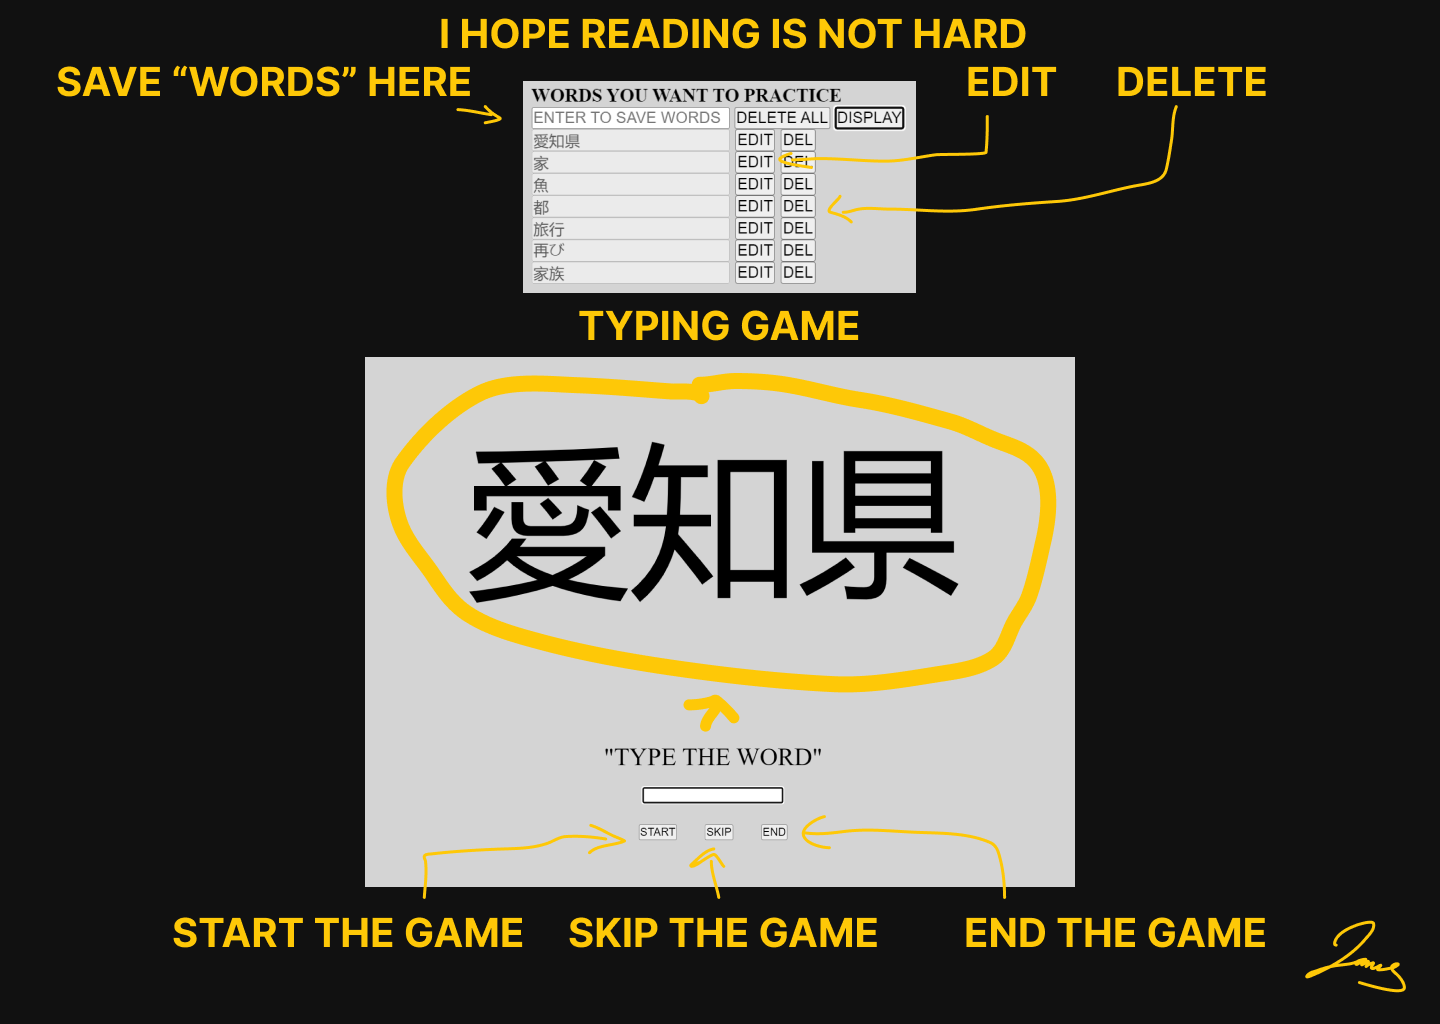 I HOPE READING IS NOT HARD
SAVE “WORDS” HERE
EDIT
DELETE
WORDS YOU WANT TO PRACTICE
ENTER TO SAVE WORDS DELETE ALL DISPLAY
愛知県 EDIT DEL
家 EDIT DEL
魚 EDIT DEL
都 EDIT DEL
旅行 EDIT DEL
再び EDIT DEL
家族 EDIT DEL
TYPING GAME
愛知県
"TYPE THE WORD"
START SKIP END
START THE GAME
SKIP THE GAME
END THE GAME